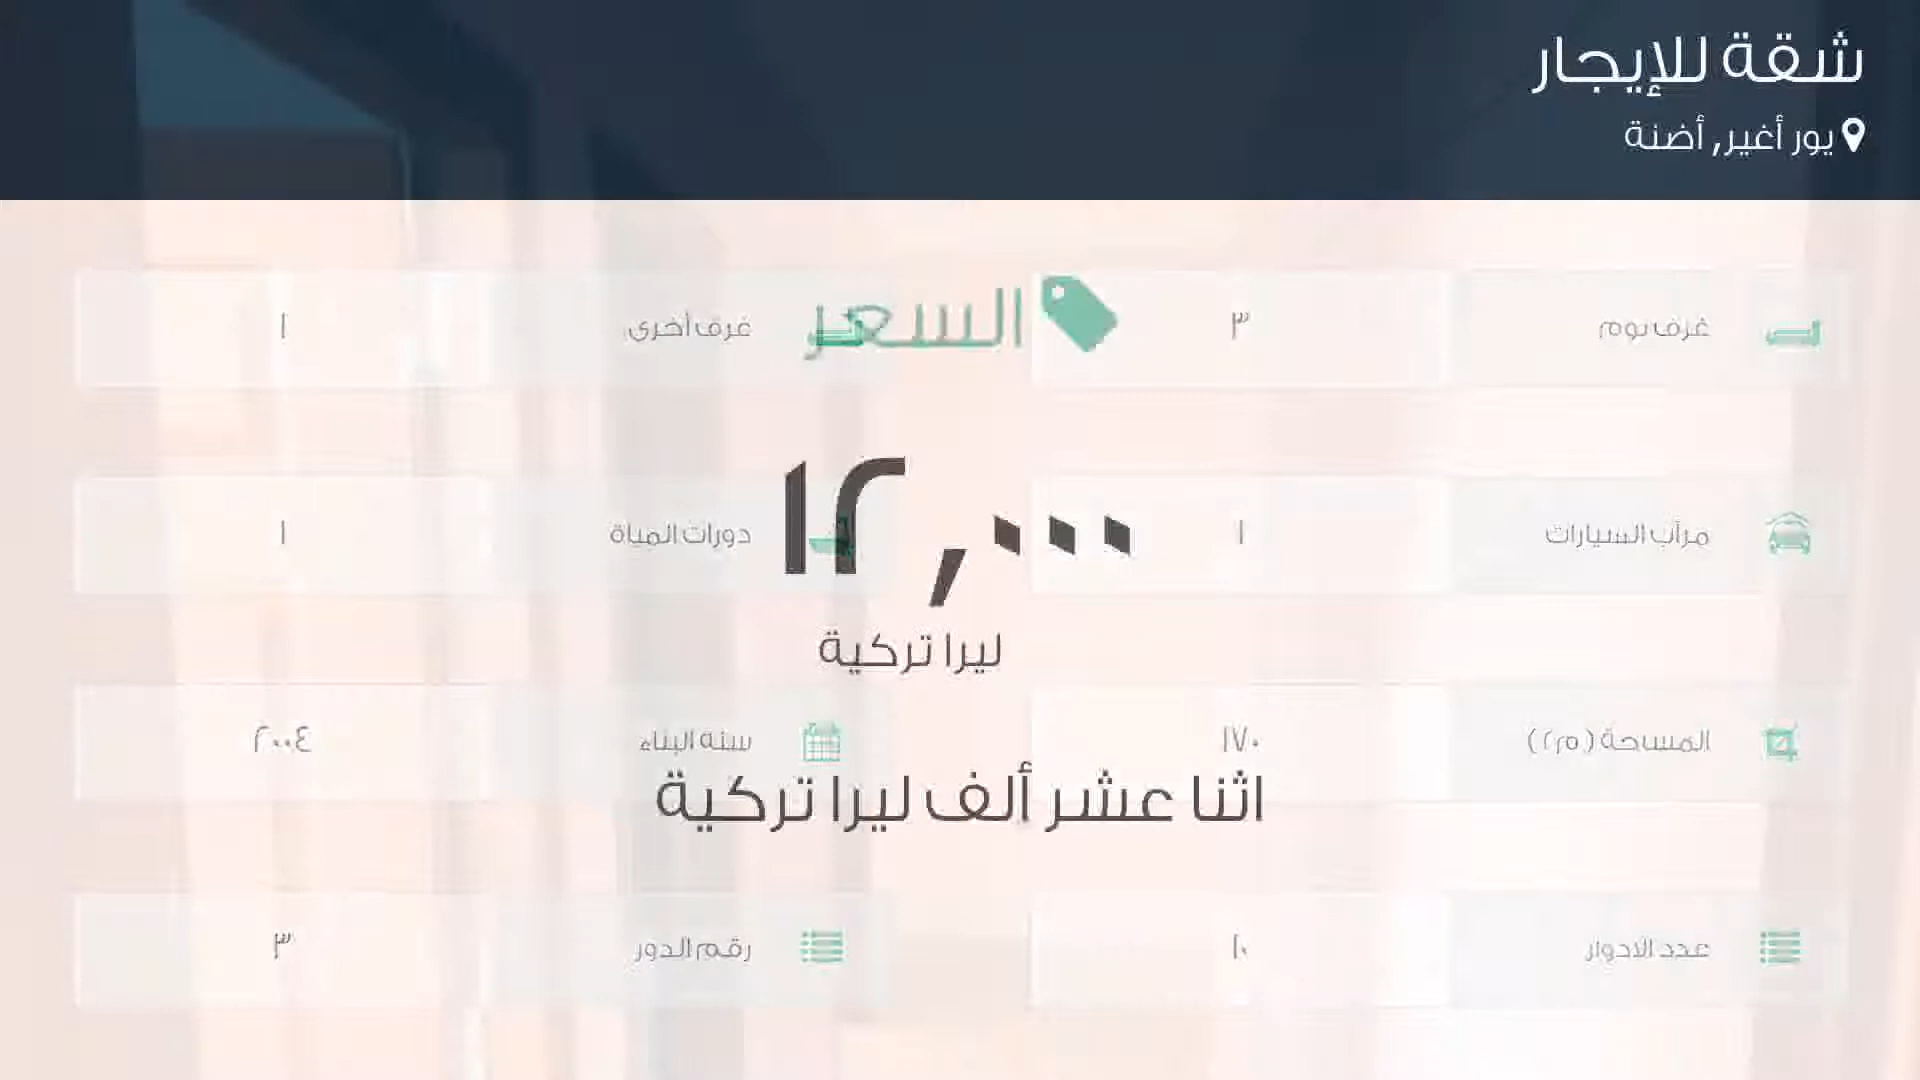 شقة للإيجار
يور أغير, أضنة
السعر
١٢,٠٠٠
ليرا تركية
اثنا عشر ألف ليرا تركية
غرف نوم
٣
غرف أخرى
١
مرآب السيارات
١
دورات المياة
١
المساحة (م٢)
١٧٠
سنة البناء
٢٠٠٤
عدد الادوار
١٠
رقم الدور
٣